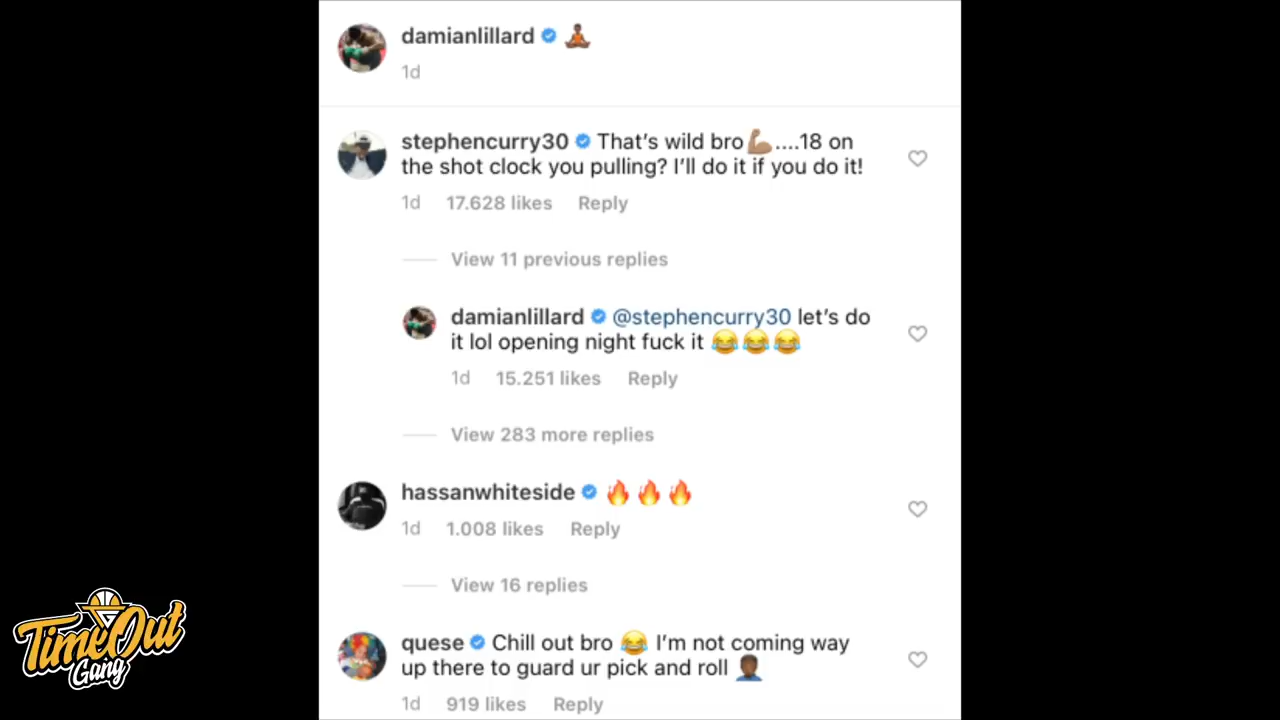 damianlillard 🧘🏾‍♂️
1d
stephencurry30 That's wild bro💪🏽....18 on
the shot clock you pulling? I'll do it if you do it!
1d 17.628 likes Reply
View 11 previous replies
damianlillard @stephencurry30 let's do
it lol opening night fuck it 😂😂😂
1d 15.251 likes Reply
View 283 more replies
hassanwhiteside 🔥🔥🔥
1d 1.008 likes Reply
View 16 replies
quese Chill out bro 😂 I'm not coming way
up there to guard ur pick and roll 🤦🏾‍♂️
1d 919 likes Reply
TimeOut
Gang